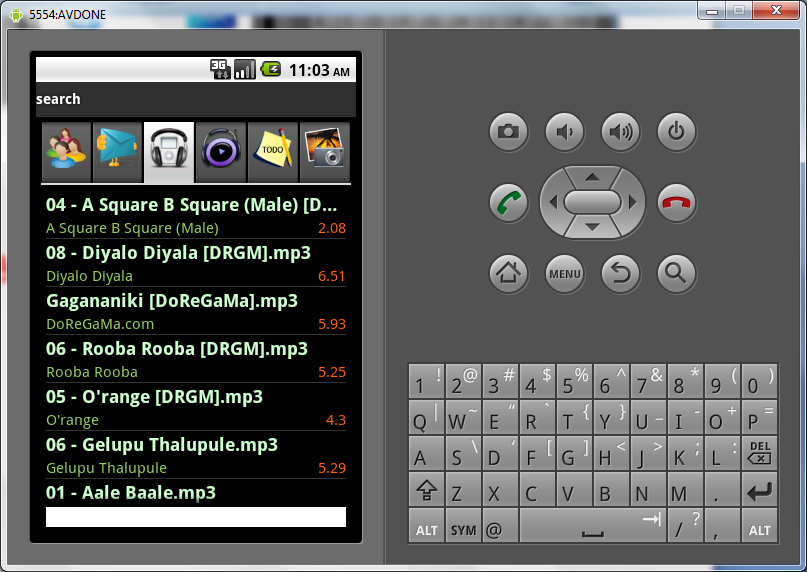 5554:AVDONE
3G
11:03 AM
search
TODO
04 - A Square B Square (Male) [D...
A Square B Square (Male) 2.08
08 - Diyalo Diyala [DRGM].mp3
Diyalo Diyala 6.51
Gagananiki [DoReGaMa].mp3
DoReGaMa.com 5.93
06 - Rooba Rooba [DRGM].mp3
Rooba Rooba 5.25
05 - O'range [DRGM].mp3
O'range 4.3
06 - Gelupu Thalupule.mp3
Gelupu Thalupule 5.29
01 - Aale Baale.mp3
MENU
1 ! 2 @ 3 # 4 $ 5 % 6 ^ 7 & 8 * 9 ( 0 )
Q | W ~ E “ R ` T { Y } U _ I - O + P =
A S \ D ‘ F [ G ] H < J > K ; L : DEL
Z X C V B N M .
ALT SYM @ / ? , ALT